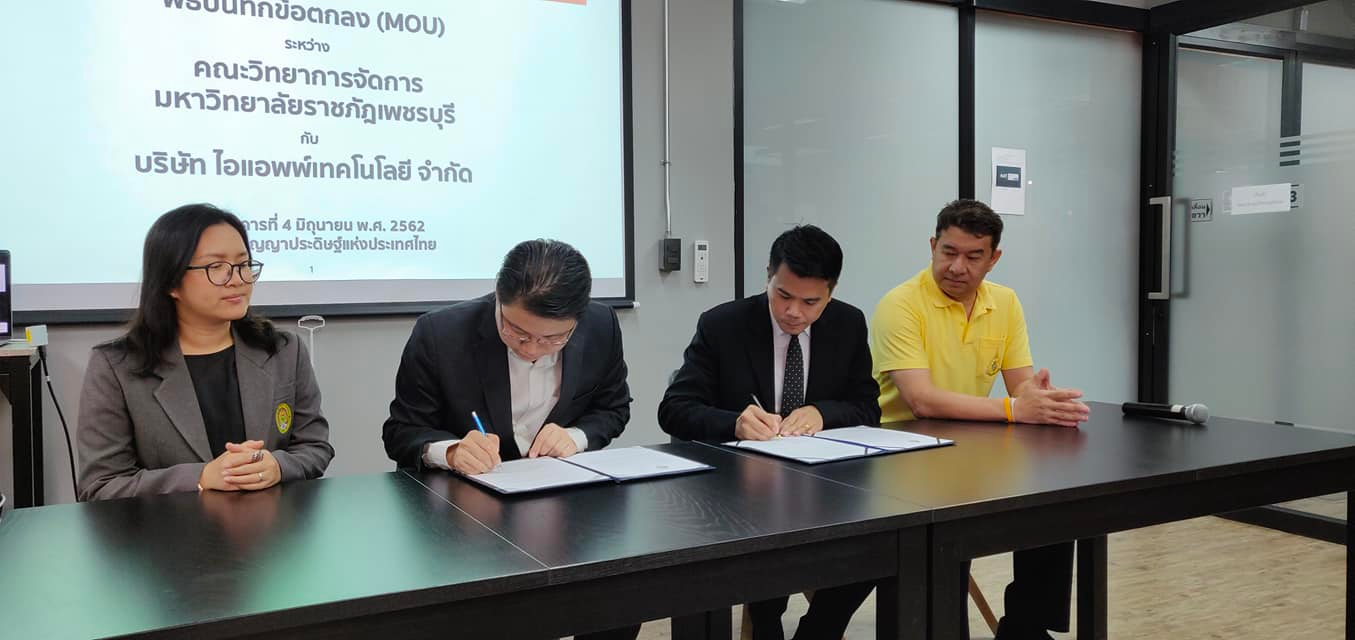 พิธีบันทึกข้อตกลง (MOU)
ระหว่าง
คณะวิทยาการจัดการ
มหาวิทยาลัยราชภัฏเพชรบุรี
กับ
บริษัท ไอแอพพ์เทคโนโลยี จำกัด
การที่ 4 มิถุนายน พ.ศ. 2562
ญญาประดิษฐ์แห่งประเทศไทย
1
3